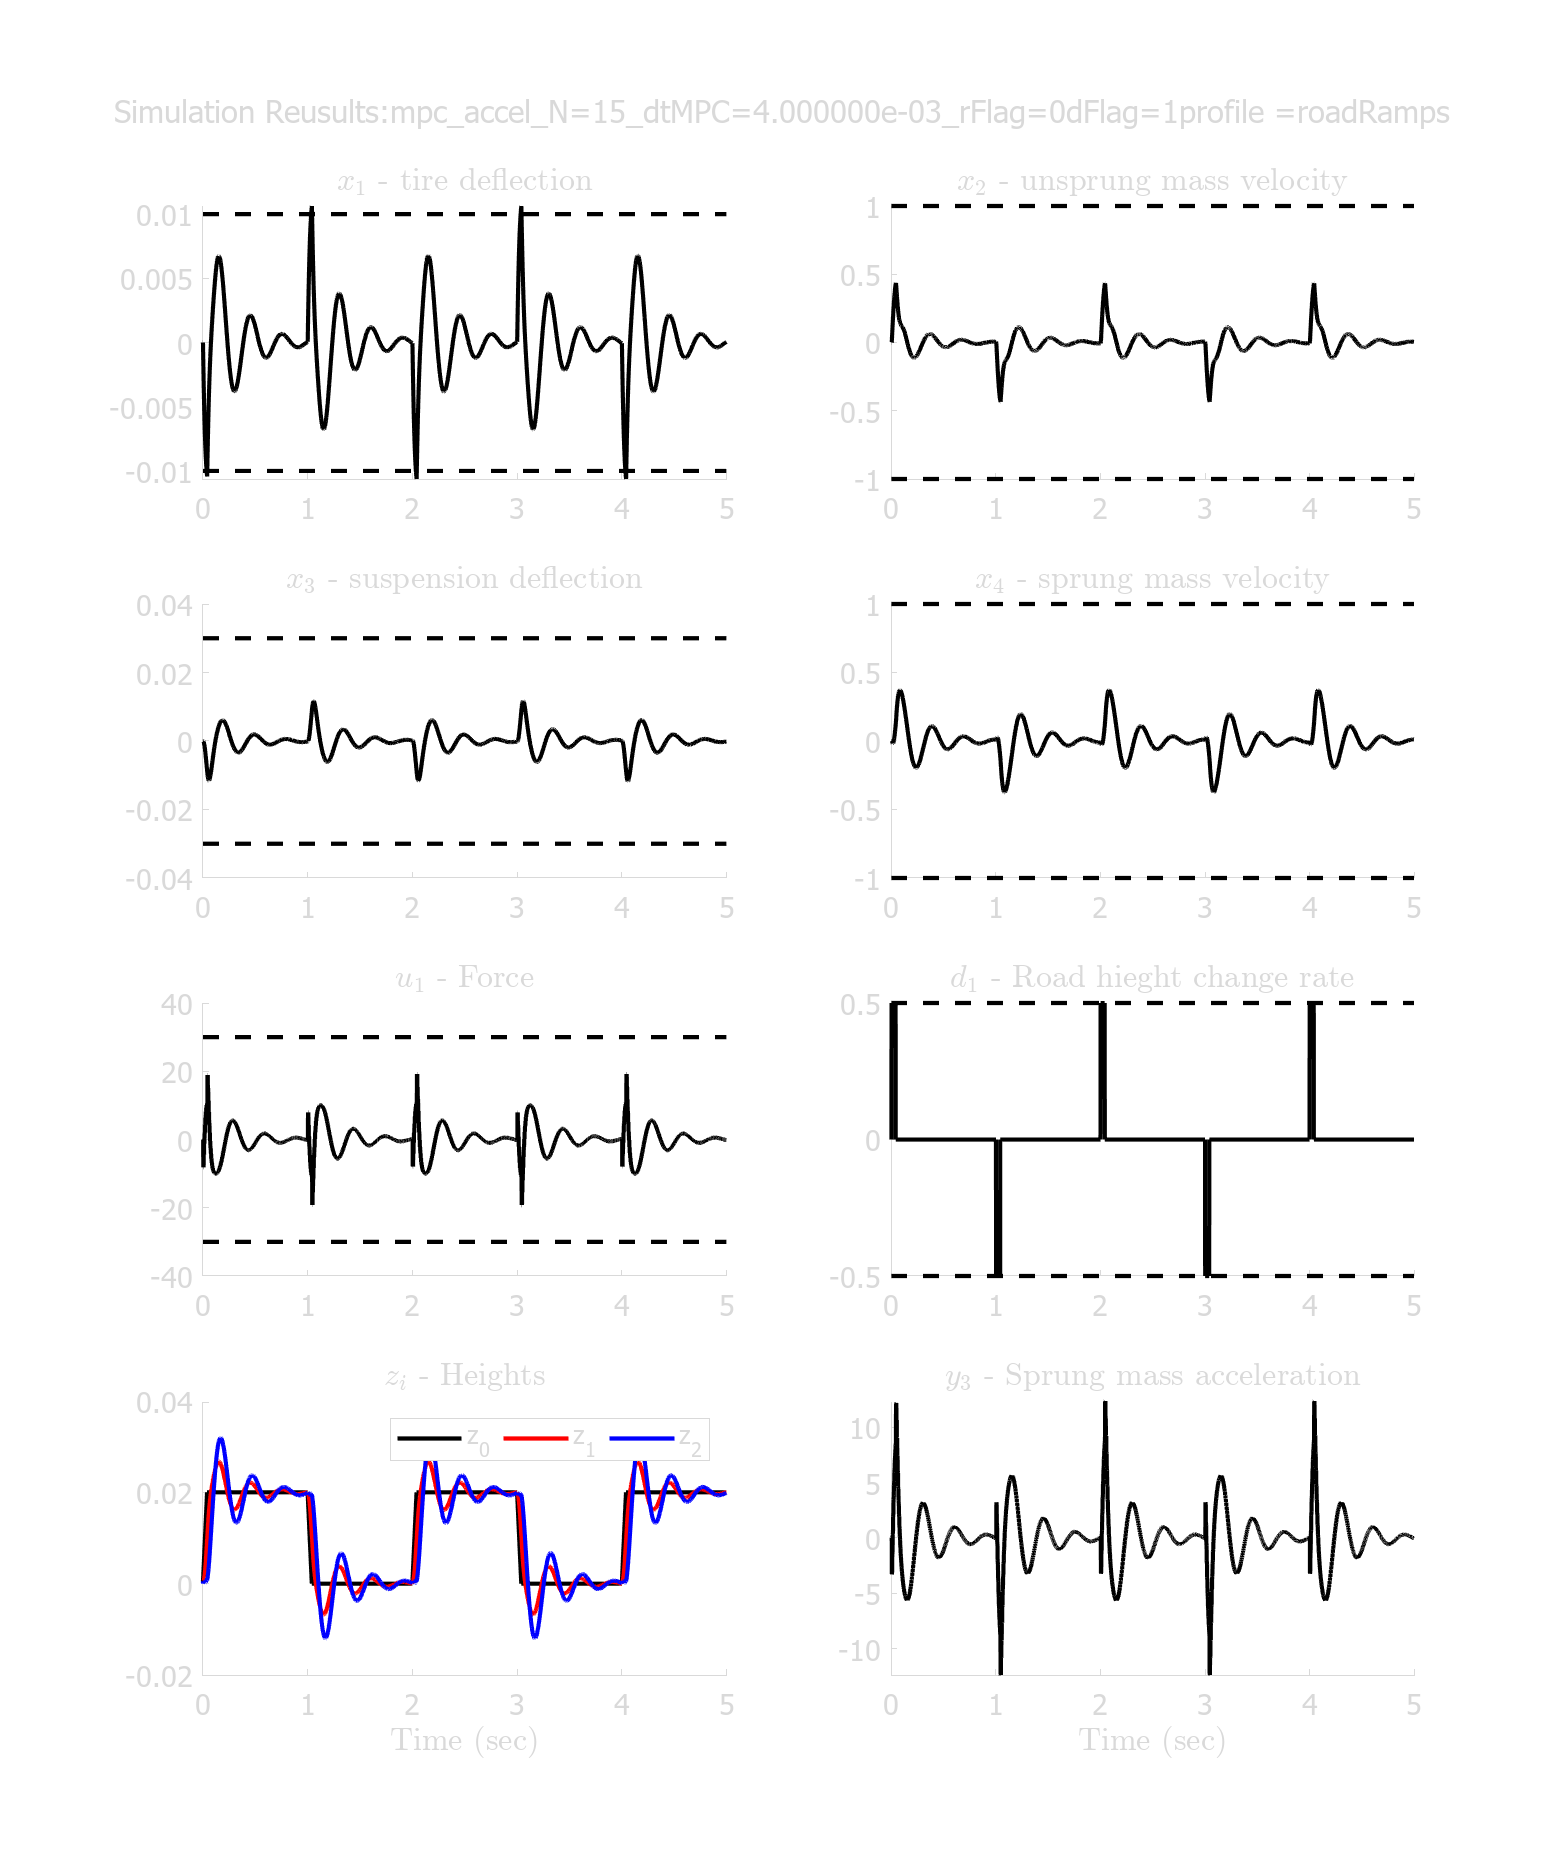 Simulation Reusults:mpc_accel_N=15_dtMPC=4.000000e-03_rFlag=0dFlag=1profile =roadRamps
x₁ - tire deflection
0.01
0.005
0
-0.005
-0.01
0 1 2 3 4 5
x₂ - unsprung mass velocity
1
0.5
0
-0.5
-1
0 1 2 3 4 5
x₃ - suspension deflection
0.04
0.02
0
-0.02
-0.04
0 1 2 3 4 5
x₄ - sprung mass velocity
1
0.5
0
-0.5
-1
0 1 2 3 4 5
u₁ - Force
40
20
0
-20
-40
0 1 2 3 4 5
d₁ - Road hieght change rate
0.5
0
-0.5
0 1 2 3 4 5
zᵢ - Heights
z₀ z₁ z₂
0.04
0.02
0
-0.02
0 1 2 3 4 5
Time (sec)
y₃ - Sprung mass acceleration
10
5
0
-5
-10
0 1 2 3 4 5
Time (sec)